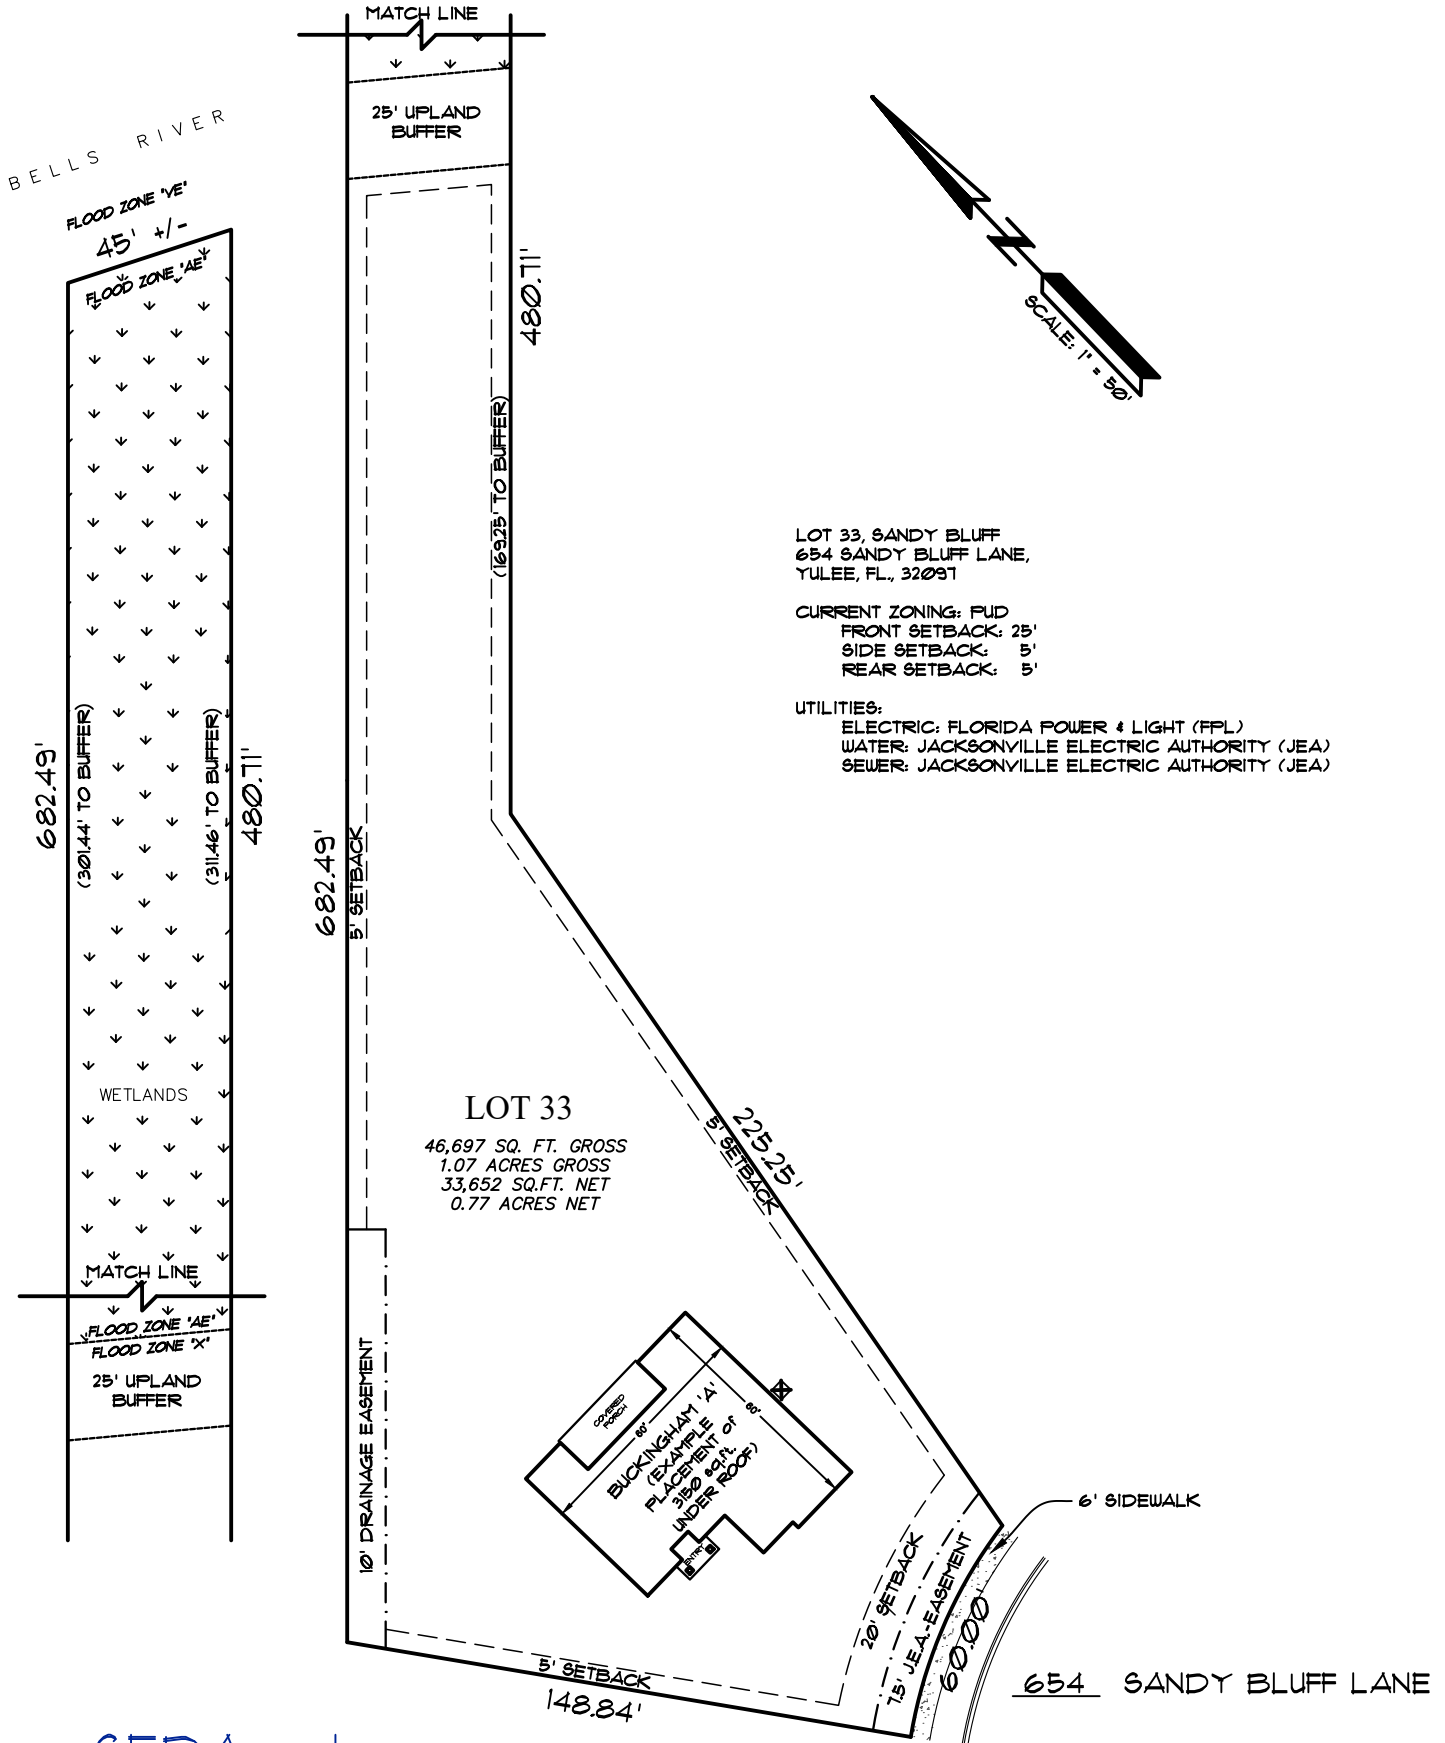 MATCH LINE
25' UPLAND
BUFFER
BELLS RIVER
FLOOD ZONE "VE"
45' +/-
FLOOD ZONE "AE"
480.71'
(169.25' TO BUFFER)
SCALE: 1" = 50'
LOT 33, SANDY BLUFF
654 SANDY BLUFF LANE,
YULEE, FL., 32097
CURRENT ZONING: PUD
FRONT SETBACK: 25'
SIDE SETBACK: 5'
REAR SETBACK: 5'
UTILITIES:
ELECTRIC: FLORIDA POWER & LIGHT (FPL)
WATER: JACKSONVILLE ELECTRIC AUTHORITY (JEA)
SEWER: JACKSONVILLE ELECTRIC AUTHORITY (JEA)
682.49'
(301.44' TO BUFFER)
(311.46' TO BUFFER)
480.71'
682.49'
5' SETBACK
WETLANDS
LOT 33
46,697 SQ. FT. GROSS
1.07 ACRES GROSS
33,652 SQ.FT. NET
0.77 ACRES NET
225.25'
5' SETBACK
MATCH LINE
FLOOD ZONE "AE"
FLOOD ZONE "X"
25' UPLAND
BUFFER
10' DRAINAGE EASEMENT
COVERED
PORCH
60'
60'
BUCKINGHAM 'A'
(EXAMPLE
PLACEMENT of
3150 sq.ft.
UNDER ROOF)
ENTRY
6' SIDEWALK
20' SETBACK
7.5' J.E.A.-EASEMENT
60.00'
5' SETBACK
148.84'
654 SANDY BLUFF LANE